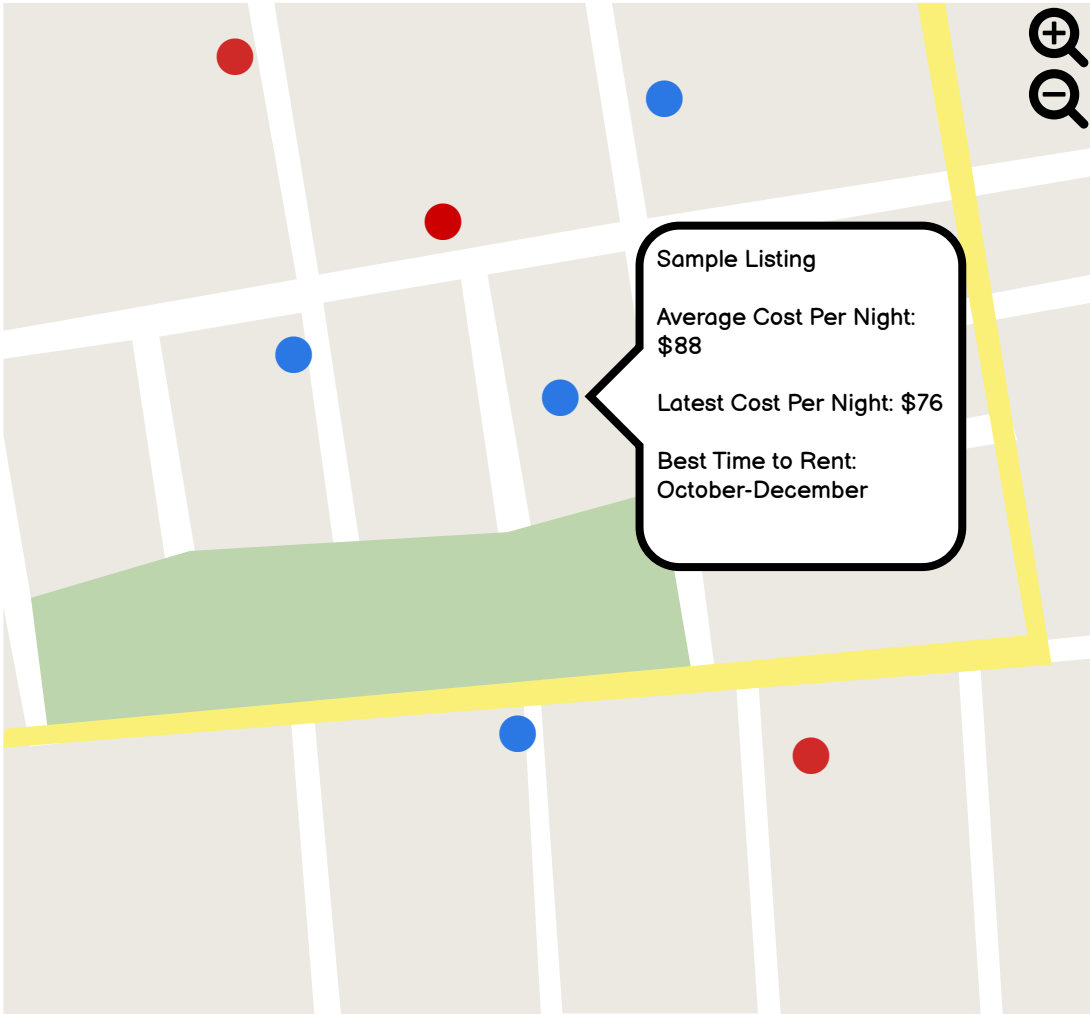 Sample Listing
Average Cost Per Night:
$88
Latest Cost Per Night: $76
Best Time to Rent:
October-December